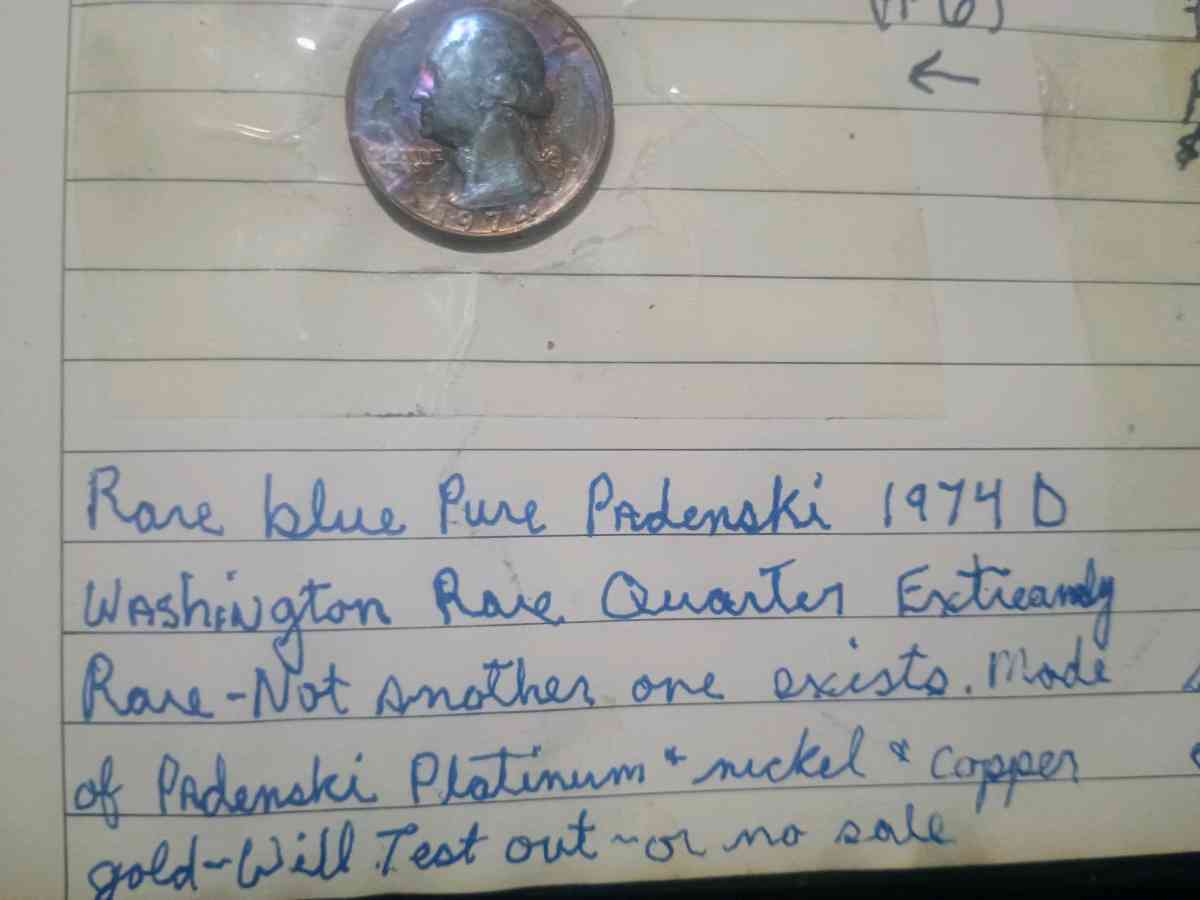 ←
1974
Rare blue Pure PAdenski 1974 D
WAshiNgton Rare Quarter Extreamly
Rare-Not another one exists. Made
of PAdenski Platinum & nickel & copper
gold-Will Test out - or no sale